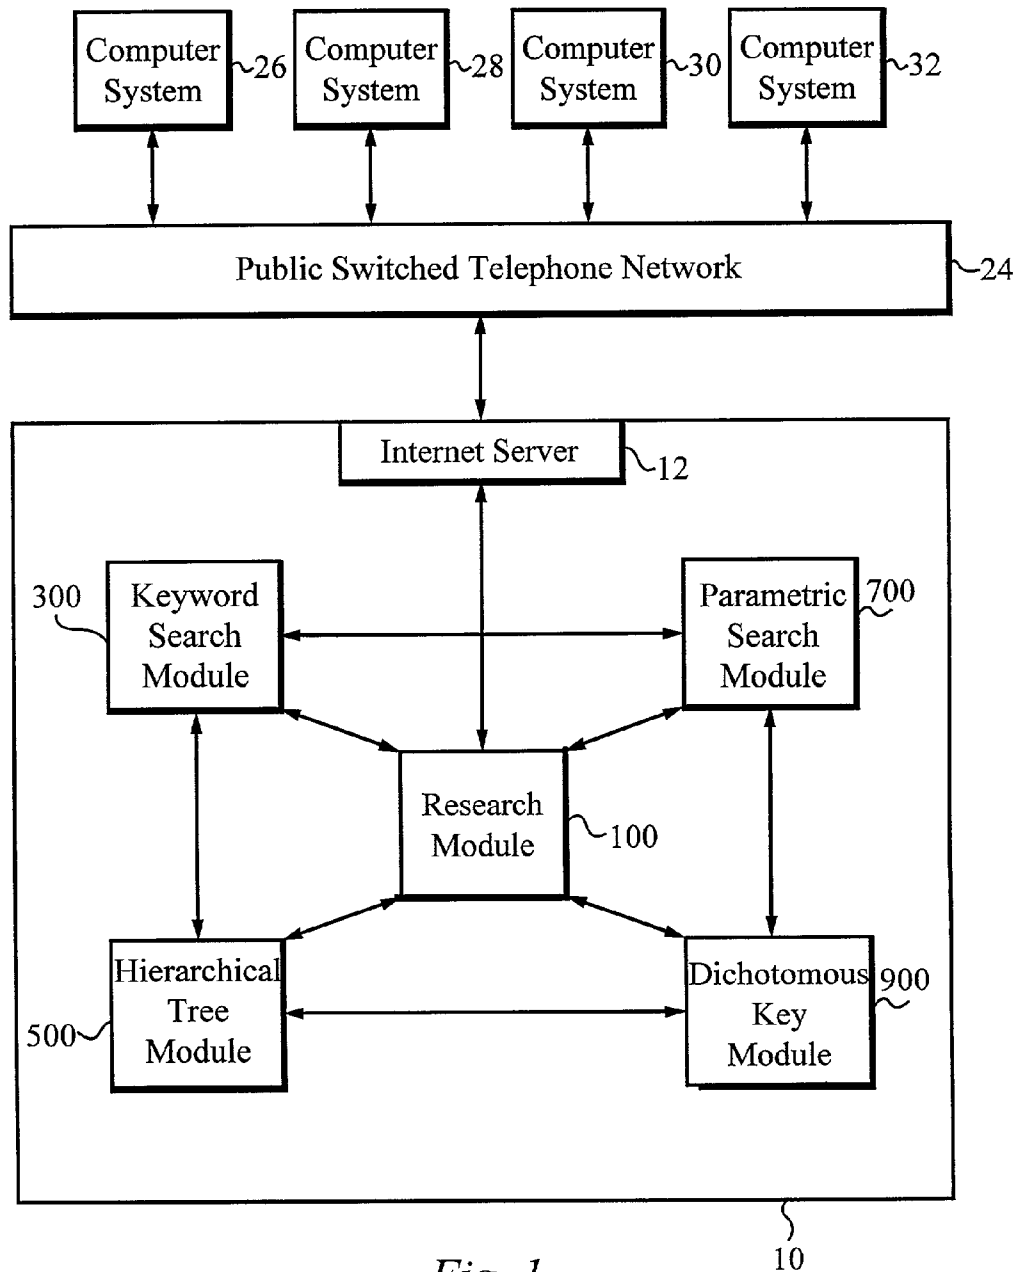 Computer
System
26
Computer
System
28
Computer
System
30
Computer
System
32
Public Switched Telephone Network
24
Internet Server
12
300
Keyword
Search
Module
Parametric
Search
Module
700
Research
Module
100
Hierarchical
Tree
Module
500
Dichotomous
Key
Module
900
10
Fig. 1